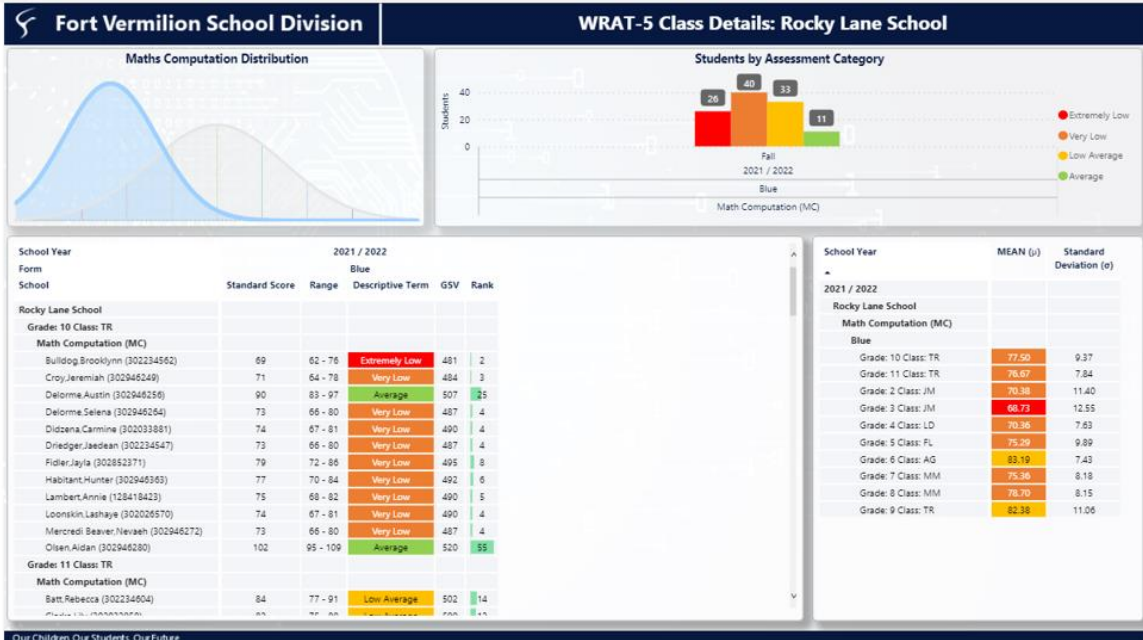 Fort Vermilion School Division
WRAT-5 Class Details: Rocky Lane School
Maths Computation Distribution
Students by Assessment Category
Students
40
20
0
26
40
33
11
Fall
2021 / 2022
Blue
Math Computation (MC)
Extremely Low
Very Low
Low Average
Average
School Year 2021 / 2022
Form Blue
School Standard Score Range Descriptive Term GSV Rank
Rocky Lane School
Grade: 10 Class: TR
Math Computation (MC)
Bulldog,Brooklynn (302234562) 69 62 - 76 Extremely Low 481 2
Croy,Jeremiah (302946249) 71 64 - 78 Very Low 484 3
Delorme,Austin (302946256) 90 83 - 97 Average 507 25
Delorme,Selena (302946264) 73 66 - 80 Very Low 487 4
Didzena,Carmine (302033881) 74 67 - 81 Very Low 490 4
Driedger,Jaedean (302234547) 73 66 - 80 Very Low 487 4
Fidler,Jayla (302852371) 79 72 - 86 Very Low 495 8
Habitant,Hunter (302946363) 77 70 - 84 Very Low 492 6
Lambert,Annie (128418423) 75 68 - 82 Very Low 490 5
Loonskin,Lashaye (302026570) 74 67 - 81 Very Low 490 4
Mercredi Beaver,Nevaeh (302946272) 73 66 - 80 Very Low 487 4
Olsen,Aidan (302946280) 102 95 - 109 Average 520 55
Grade: 11 Class: TR
Math Computation (MC)
Batt,Rebecca (302234604) 84 77 - 91 Low Average 502 14
School Year MEAN (μ) Standard
Deviation (σ)
2021 / 2022
Rocky Lane School
Math Computation (MC)
Blue
Grade: 10 Class: TR 77.50 9.37
Grade: 11 Class: TR 76.67 7.84
Grade: 2 Class: JM 70.38 11.40
Grade: 3 Class: JM 68.73 12.55
Grade: 4 Class: LD 70.36 7.63
Grade: 5 Class: FL 75.29 9.89
Grade: 6 Class: AG 83.19 7.43
Grade: 7 Class: MM 75.36 8.18
Grade: 8 Class: MM 78.70 8.15
Grade: 9 Class: TR 82.38 11.06
Our Children, Our Students, Our Future